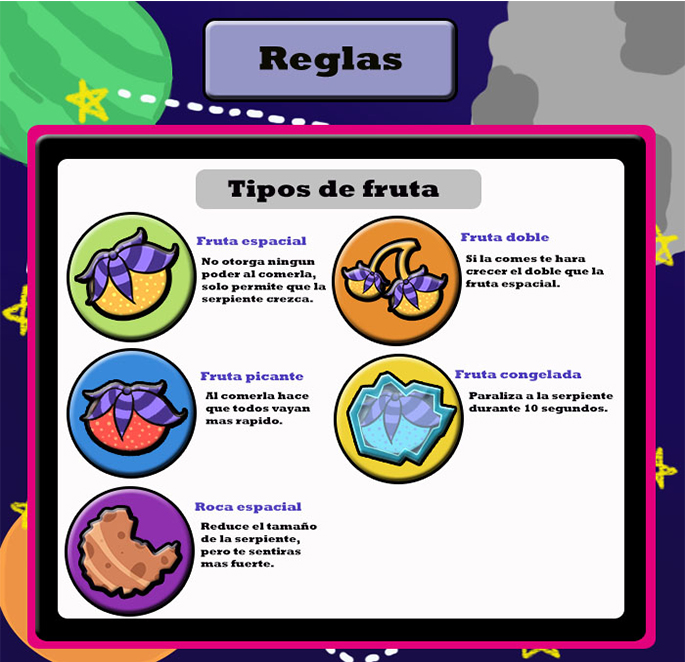 Reglas
Tipos de fruta
Fruta espacial
No otorga ningun
poder al comerla,
solo permite que la
serpiente crezca.
Fruta doble
Si la comes te hara
crecer el doble que la
fruta espacial.
Fruta picante
Al comerla hace
que todos vayan
mas rapido.
Fruta congelada
Paraliza a la serpiente
durante 10 segundos.
Roca espacial
Reduce el tamaño
de la serpiente,
pero te sentiras
mas fuerte.